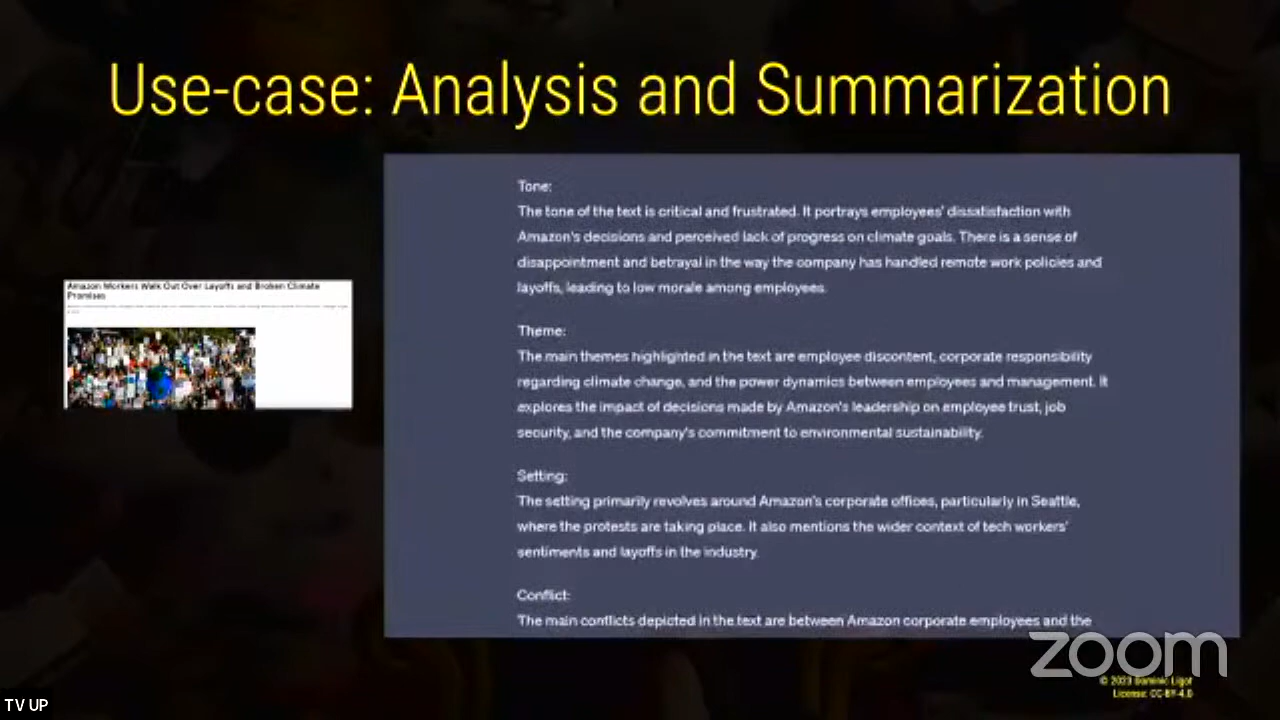 Use-case: Analysis and Summarization
Amazon Workers Walk Out Over Layoffs and Broken Climate
Promises
Tone:
The tone of the text is critical and frustrated. It portrays employees' dissatisfaction with
Amazon's decisions and perceived lack of progress on climate goals. There is a sense of
disappointment and betrayal in the way the company has handled remote work policies and
layoffs, leading to low morale among employees.
Theme:
The main themes highlighted in the text are employee discontent, corporate responsibility
regarding climate change, and the power dynamics between employees and management. It
explores the impact of decisions made by Amazon's leadership on employee trust, job
security, and the company's commitment to environmental sustainability.
Setting:
The setting primarily revolves around Amazon's corporate offices, particularly in Seattle,
where the protests are taking place. It also mentions the wider context of tech workers'
sentiments and layoffs in the industry.
Conflict:
The main conflicts depicted in the text are between Amazon corporate employees and the
zoom
© 2023 Dominic Ligot
License: CC-BY-4.0
TV UP